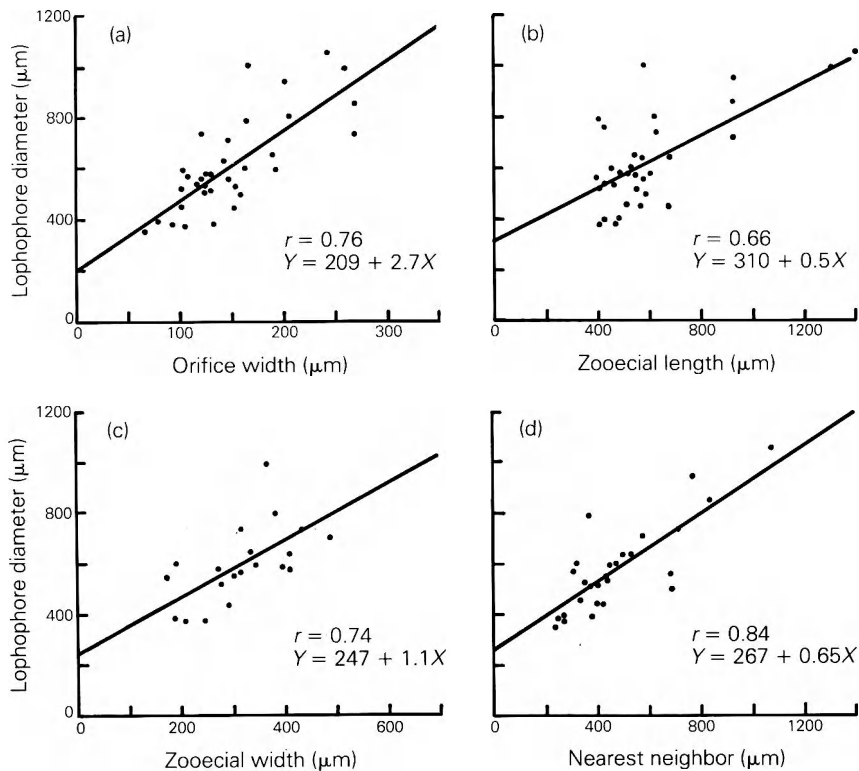 Lophophore diameter (μm)
1200
800
400
0
(a)
r = 0.76
Y = 209 + 2.7X
0
100
200
300
Orifice width (μm)
(b)
r = 0.66
Y = 310 + 0.5X
0
400
800
1200
Zooecial length (μm)
Lophophore diameter (μm)
1200
800
400
0
(c)
r = 0.74
Y = 247 + 1.1X
0
200
400
600
Zooecial width (μm)
(d)
r = 0.84
Y = 267 + 0.65X
0
400
800
1200
Nearest neighbor (μm)